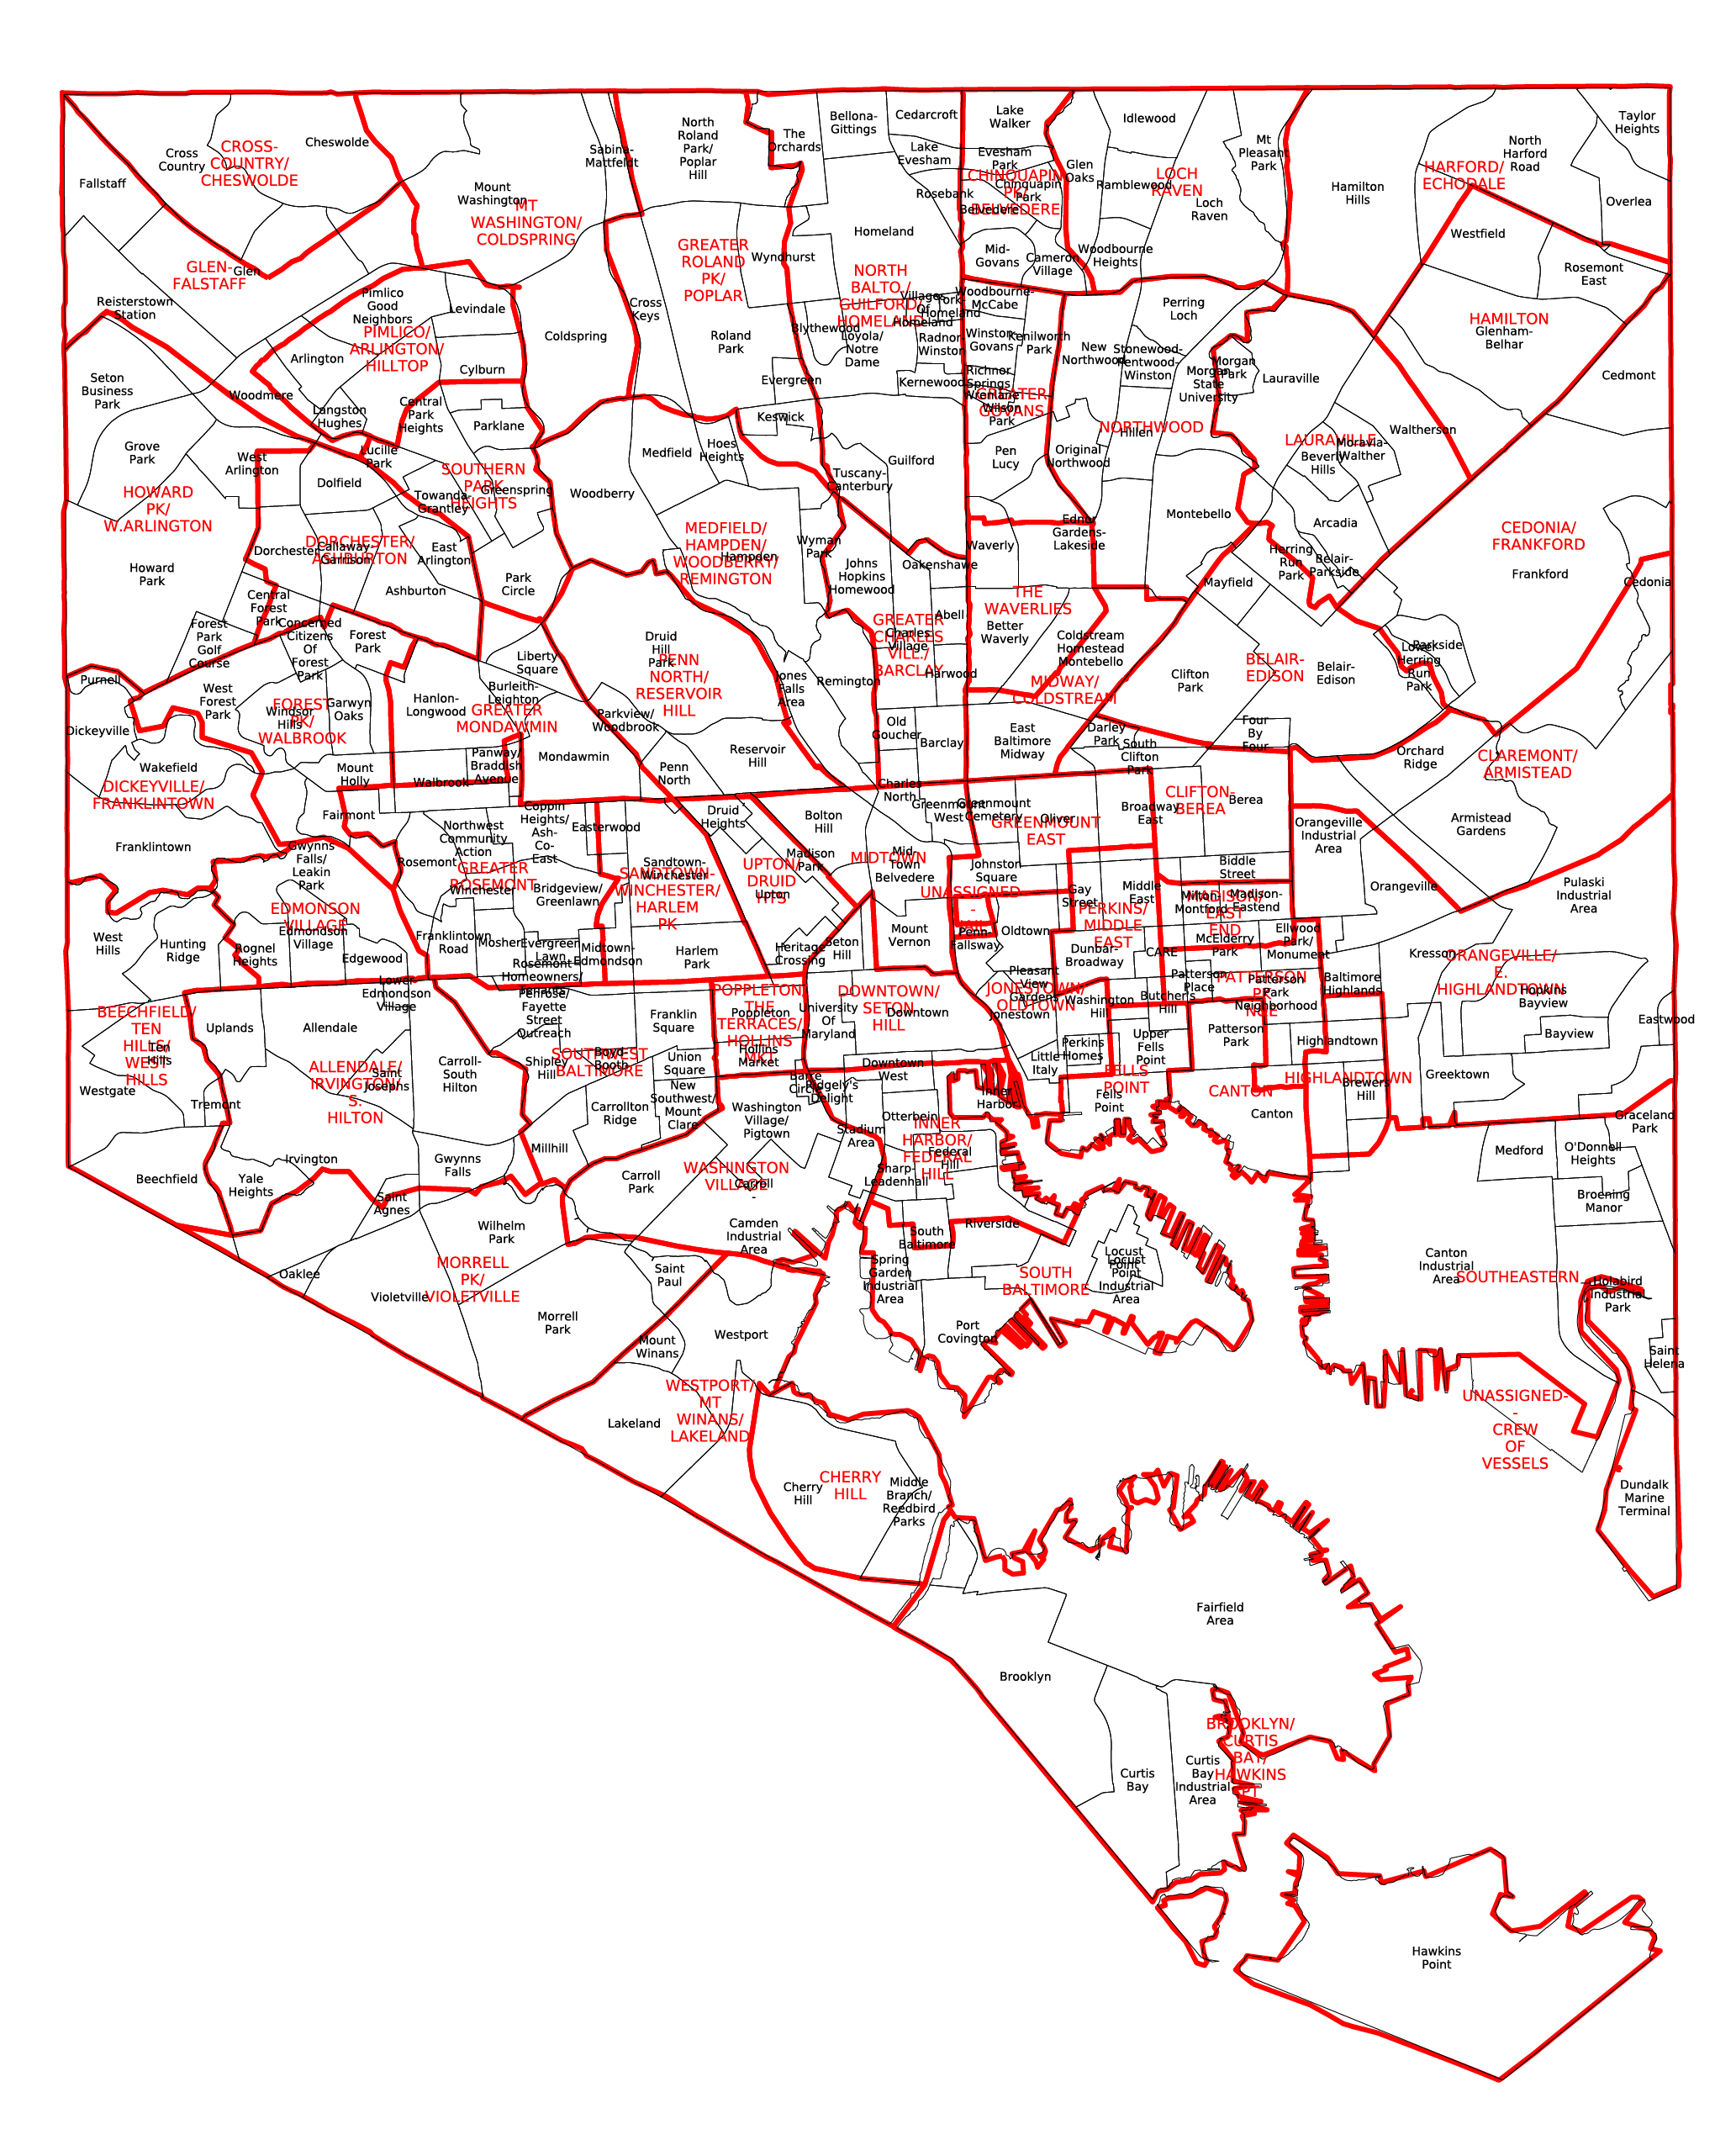 Cross
Country
CROSS-
COUNTRY/
CHESWOLDE
Cheswolde
Fallstaff
Mount
Washington
MT
WASHINGTON/
COLDSPRING
Sabina-
Mattfeldt
North
Roland
Park/
Poplar
Hill
The
Orchards
Bellona-
Gittings
Cedarcroft
Lake
Evesham
Lake
Walker
Evesham
Park
CHINQUAPIN
PK/
BELVEDERE
Chinquapin
Park
Belvedere
Rosebank
Glen
Oaks
Idlewood
Ramblewood
LOCH
RAVEN
Loch
Raven
Mt
Pleasant
Park
Hamilton
Hills
HARFORD/
ECHODALE
North
Harford
Road
Taylor
Heights
Overlea
Westfield
Rosemont
East
GLEN-
FALSTAFF
Glen
Reisterstown
Station
Pimlico
Good
Neighbors
PIMLICO/
ARLINGTON/
HILLTOP
Levindale
Arlington
Cylburn
Coldspring
Cross
Keys
GREATER
ROLAND
PK/
POPLAR
Roland
Park
Wyndhurst
Homeland
NORTH
BALTO./
GUILFORD/
HOMELAND
Villages
Of
Homeland
York-
Homeland
Blythewood
Loyola/
Notre
Dame
Radnor-
Winston
Evergreen
Kernewood
Mid-
Govans
Cameron
Village
Woodbourne
Heights
Woodbourne-
McCabe
Winston-
Govans
Kenilworth
Park
Richnor
Springs
GREATER
GOVANS
Wilson
Park
New
Northwood
Stonewood-
Pentwood-
Winston
Perring
Loch
Morgan
Park
Morgan
State
University
Lauraville
HAMILTON
Glenham-
Belhar
Cedmont
Seton
Business
Park
Woodmere
Langston
Hughes
Central
Park
Heights
Parklane
Grove
Park
West
Arlington
Lucille
Park
Dolfield
SOUTHERN
PARK
HEIGHTS
Towanda-
Grantley
Greenspring
Woodberry
Medfield
Hoes
Heights
Keswick
Guilford
Tuscany-
Canterbury
Pen
Lucy
Original
Northwood
NORTHWOOD
Hillen
LAURAVILLE
Beverly
Hills
Moravia-
Walther
Waltherson
HOWARD
PK/
W.ARLINGTON
Howard
Park
Dorchester
DORCHESTER/
ASHBURTON
Callaway-
Garrison
East
Arlington
Ashburton
Park
Circle
MEDFIELD/
HAMPDEN/
WOODBERRY/
REMINGTON
Hampden
Wyman
Park
Johns
Hopkins
Homewood
Oakenshawe
Waverly
Ednor
Gardens-
Lakeside
Montebello
Arcadia
Herring
Run
Park
Belair-
Parkside
CEDONIA/
FRANKFORD
Frankford
Cedonia
Mayfield
Central
Forest
Park
Forest
Park
Golf
Course
Concerned
Citizens
Of
Forest
Park
Forest
Park
Liberty
Square
Druid
Hill
Park
PENN
NORTH/
RESERVOIR
HILL
Jones
Falls
Area
Remington
GREATER
CHARLES
VILL./
BARCLAY
Charles
Village
Abell
Harwood
THE
WAVERLIES
Better
Waverly
Coldstream
Homestead
Montebello
MIDWAY/
COLDSTREAM
Clifton
Park
BELAIR-
EDISON
Belair-
Edison
Parkside
Lower
Herring
Run
Park
Purnell
West
Forest
Park
FOREST
PK/
WALBROOK
Windsor
Hills
Garwyn
Oaks
Hanlon-
Longwood
Burleith-
Leighton
GREATER
MONDAWMIN
Parkview/
Woodbrook
Dickeyville
Wakefield
DICKEYVILLE/
FRANKLINTOWN
Mount
Holly
Walbrook
Panway/
Braddish
Avenue
Mondawmin
Penn
North
Reservoir
Hill
Old
Goucher
Barclay
East
Baltimore
Midway
Darley
Park
South
Clifton
Park
Four
By
Four
Orchard
Ridge
CLAREMONT/
ARMISTEAD
Armistead
Gardens
Franklintown
Fairmont
Gwynns
Falls/
Leakin
Park
Rosemont
Northwest
Community
Action
GREATER
ROSEMONT
Winchester
Coppin
Heights/
Ash-
Co-
East
Easterwood
Bridgeview/
Greenlawn
Sandtown-
Winchester
SANDTOWN-
WINCHESTER/
HARLEM
PK
Druid
Heights
UPTON/
DRUID
HTS
Upton
Bolton
Hill
Madison
Park
MIDTOWN
Mid-
Town
Belvedere
Charles
North
Greenmount
West
Greenmount
Cemetery
GREENMOUNT
EAST
Oliver
Broadway
East
CLIFTON-
BEREA
Berea
Biddle
Street
Orangeville
Industrial
Area
Orangeville
Pulaski
Industrial
Area
Johnston
Square
UNASSIGNED
-
Gay
Street
Middle
East
PERKINS/
MIDDLE
EAST
Milton-
Montford
Madison-
Eastend
MADISON/
EAST
END
West
Hills
Hunting
Ridge
Rognel
Heights
EDMONSON
VILLAGE
Edmondson
Village
Edgewood
Franklintown
Road
Mosher
Evergreen
Lawn
Rosemont
Homeowners/
Tenants
Midtown-
Edmondson
Harlem
Park
Heritage
Crossing
Seton
Hill
Mount
Vernon
Penn-
Fallsway
Oldtown
Dunbar-
Broadway
CARE
McElderry
Park
Ellwood
Park/
Monument
Kresson
ORANGEVILLE/
E.
HIGHLANDTOWN
Hopkins
Bayview
Bayview
Eastwood
Lower
Edmondson
Village
BEECHFIELD/
TEN
HILLS/
WEST
HILLS
Ten
Hills
Uplands
Allendale
ALLENDALE/
IRVINGTON/
S.
HILTON
Saint
Josephs
Carroll-
South
Hilton
Penrose/
Fayette
Street
Outreach
Shipley
Hill
SOUTHWEST
BALTIMORE
Boyd-
Booth
Franklin
Square
Union
Square
POPPLETON/
THE
TERRACES/
HOLLINS
MKT
Poppleton
Hollins
Market
University
Of
Maryland
DOWNTOWN/
SETON
HILL
Downtown
Downtown
West
Pleasant
View
Gardens
JONESTOWN/
OLDTOWN
Jonestown
Washington
Hill
Butchers
Hill
Patterson
Place
PATTERSON
PK
NBE
Patterson
Park
Neighborhood
Baltimore
Highlands
Patterson
Park
Highlandtown
Upper
Fells
Point
Perkins
Homes
Little
Italy
FELLS
POINT
Fells
Point
CANTON
Canton
HIGHLANDTOWN
Brewers
Hill
Greektown
Graceland
Park
Westgate
Tremont
Beechfield
Yale
Heights
Irvington
Saint
Agnes
Gwynns
Falls
Millhill
Carrollton
Ridge
New
Southwest/
Mount
Clare
Washington
Village/
Pigtown
Barre
Circle
Ridgely's
Delight
Stadium
Area
Otterbein
Inner
Harbor
INNER
HARBOR/
FEDERAL
HILL
Federal
Hill
Sharp-
Leadenhall
WASHINGTON
VILLAGE
Carroll
-
Carroll
Park
Camden
Industrial
Area
Medford
O'Donnell
Heights
Broening
Manor
Oaklee
Wilhelm
Park
MORRELL
PK/
VIOLETVILLE
Violetville
Morrell
Park
Saint
Paul
Mount
Winans
Westport
Spring
Garden
Industrial
Area
South
Baltimore
Riverside
SOUTH
BALTIMORE
Port
Covington
Locust
Point
Locust
Point
Industrial
Area
Canton
Industrial
Area
SOUTHEASTERN
Holabird
Industrial
Park
Saint
Helena
WESTPORT/
MT
WINANS/
LAKELAND
Lakeland
Cherry
Hill
CHERRY
HILL
Middle
Branch/
Reedbird
Parks
UNASSIGNED-
-
CREW
OF
VESSELS
Dundalk
Marine
Terminal
Fairfield
Area
Brooklyn
Curtis
Bay
Curtis
Bay
Industrial
Area
BROOKLYN/
CURTIS
BAY/
HAWKINS
PT
Hawkins
Point